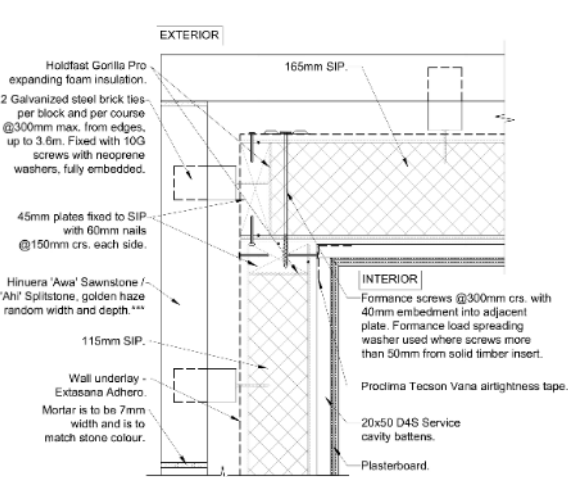 EXTERIOR
Holdfast Gorilla Pro
expanding foam insulation.
2 Galvanized steel brick ties
per block and per course
@300mm max. from edges,
up to 3.6m. Fixed with 10G
screws with neoprene
washers, fully embedded.
45mm plates fixed to SIP
with 60mm nails
@150mm crs. each side.
Hinuera 'Awa' Sawnstone /
'Ahi' Splitstone, golden haze
random width and depth.***
115mm SIP.
Wall underlay -
Extasana Adhero.
Mortar is to be 7mm
width and is to
match stone colour.
165mm SIP.
INTERIOR
Formance screws @300mm crs. with
40mm embedment into adjacent
plate. Formance load spreading
washer used where screws more
than 50mm from solid timber insert.
Proclima Tecson Vana airtightness tape.
20x50 D4S Service
cavity battens.
Plasterboard.